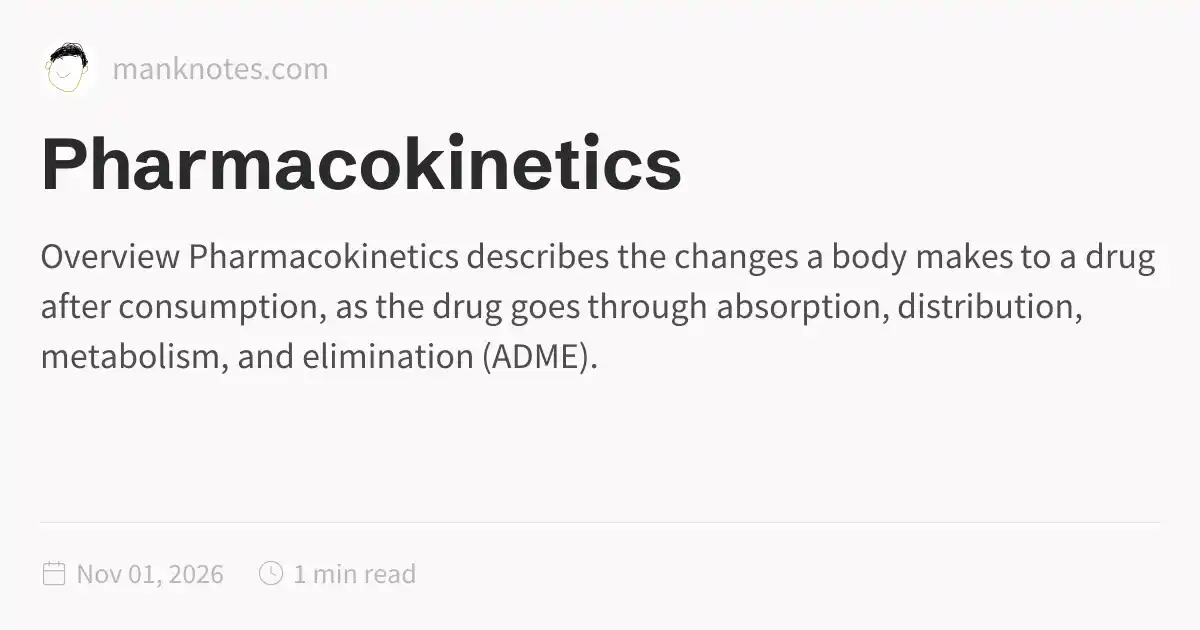 manknotes.com
Pharmacokinetics
Overview Pharmacokinetics describes the changes a body makes to a drug
after consumption, as the drug goes through absorption, distribution,
metabolism, and elimination (ADME).
Nov 01, 2026 1 min read